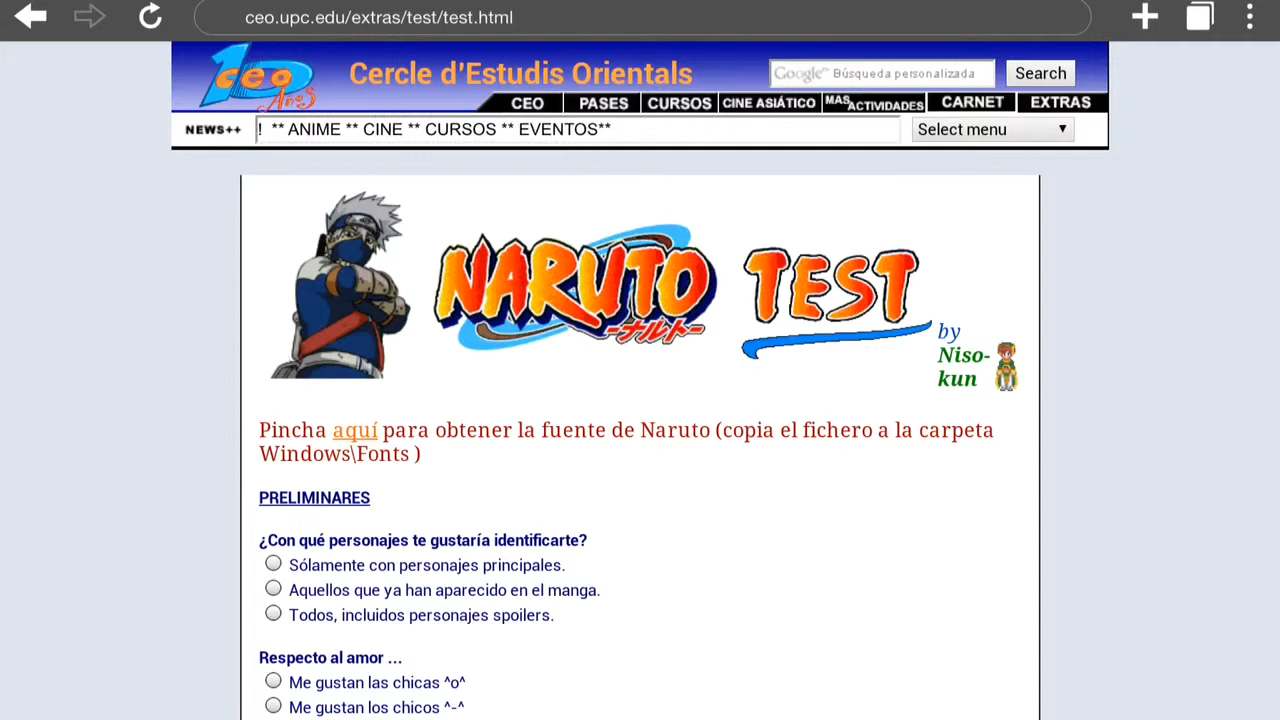 ceo.upc.edu/extras/test/test.html
10 ceo Años
Cercle d'Estudis Orientals
Google™ Búsqueda personalizada
Search
CEO PASES CURSOS CINE ASIÁTICO MAS ACTIVIDADES CARNET EXTRAS
NEWS++
! ** ANIME ** CINE ** CURSOS ** EVENTOS**
Select menu
NARUTO TEST
-ナルト-
by
Niso-
kun
Pincha aquí para obtener la fuente de Naruto (copia el fichero a la carpeta
Windows\Fonts )
PRELIMINARES
¿Con qué personajes te gustaría identificarte?
Sólamente con personajes principales.
Aquellos que ya han aparecido en el manga.
Todos, incluidos personajes spoilers.
Respecto al amor ...
Me gustan las chicas ^o^
Me gustan los chicos ^-^